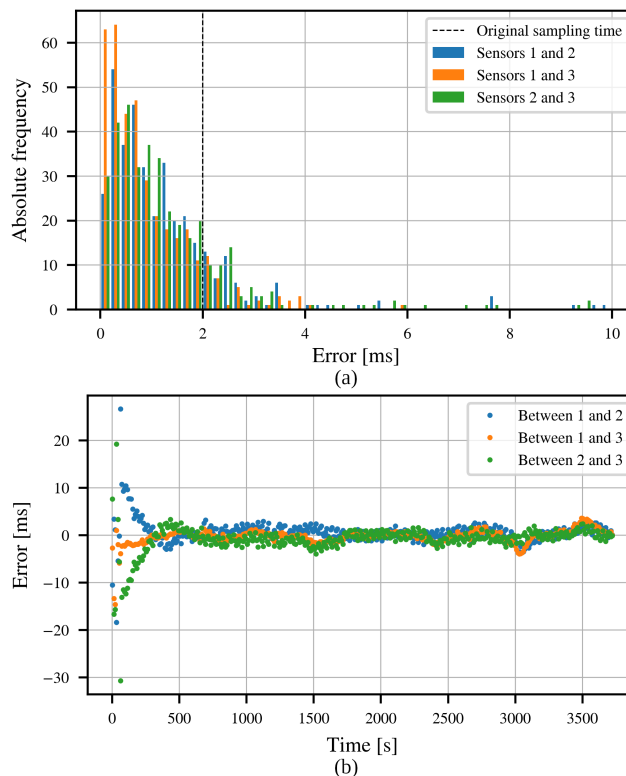 Original sampling time
Sensors 1 and 2
Sensors 1 and 3
Sensors 2 and 3
Absolute frequency
60
50
40
30
20
10
0
0
2
4
6
8
10
Error [ms]
(a)
Between 1 and 2
Between 1 and 3
Between 2 and 3
Error [ms]
20
10
0
−10
−20
−30
0
500
1000
1500
2000
2500
3000
3500
Time [s]
(b)